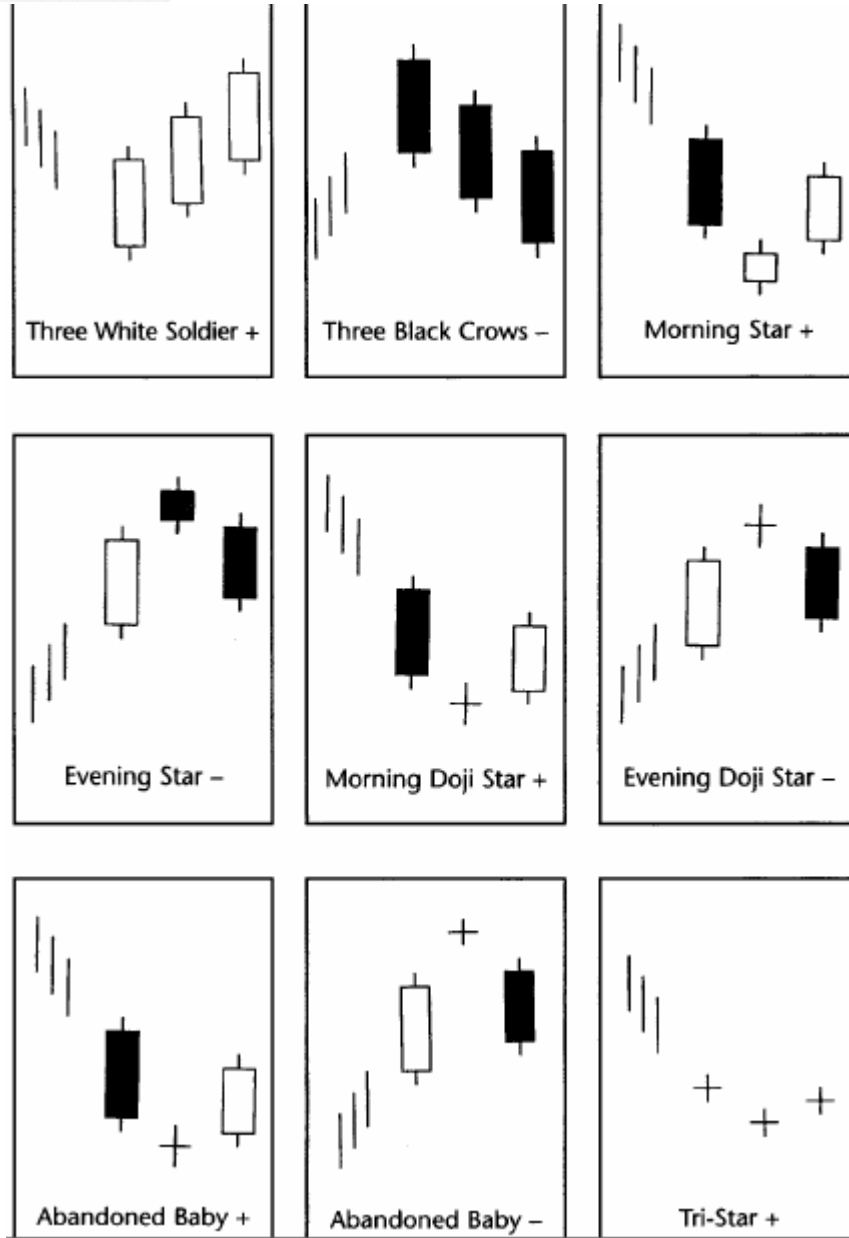 Three White Soldier +
Three Black Crows –
Morning Star +
Evening Star –
Morning Doji Star +
Evening Doji Star –
Abandoned Baby +
Abandoned Baby –
Tri-Star +